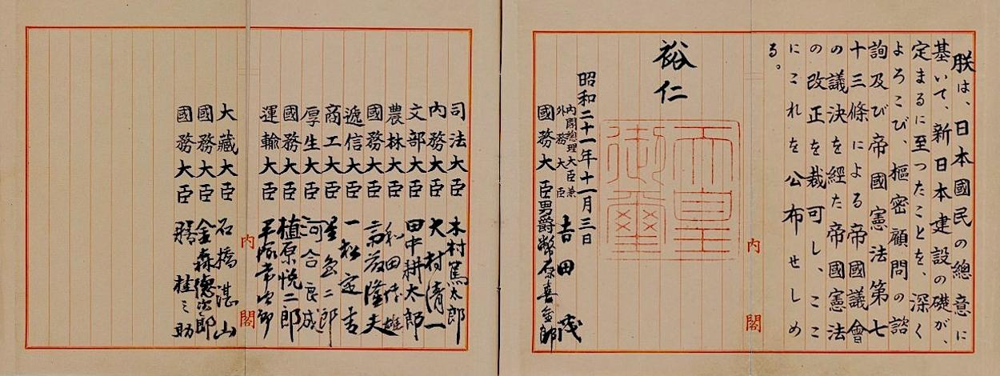 朕は、日本國民の總意に
基いて、新日本建設の礎が、
定まるに至つたことを、深く
よろこび、樞密顧問の諮
詢及び帝國憲法第七
十三條による帝國議會
の議決を經た帝國憲法
の改正を裁可し、ここ
にこれを公布せしめ
る。
裕仁
天皇御璽
昭和二十一年十一月三日
內閣總理大臣兼
外務大臣 吉田茂
國務大臣 男爵 幣原喜重郎
內閣
司法大臣 木村篤太郎
內務大臣 大村清一
文部大臣 田中耕太郎
農林大臣 和田博雄
國務大臣 斎藤隆夫
遞信大臣 一松定吉
商工大臣 星島二郎
厚生大臣 河合良成
國務大臣 植原悅二郎
運輸大臣 平塚常次郎
內閣
大藏大臣 石橋湛山
國務大臣 金森德次郎
國務大臣 膳桂之助